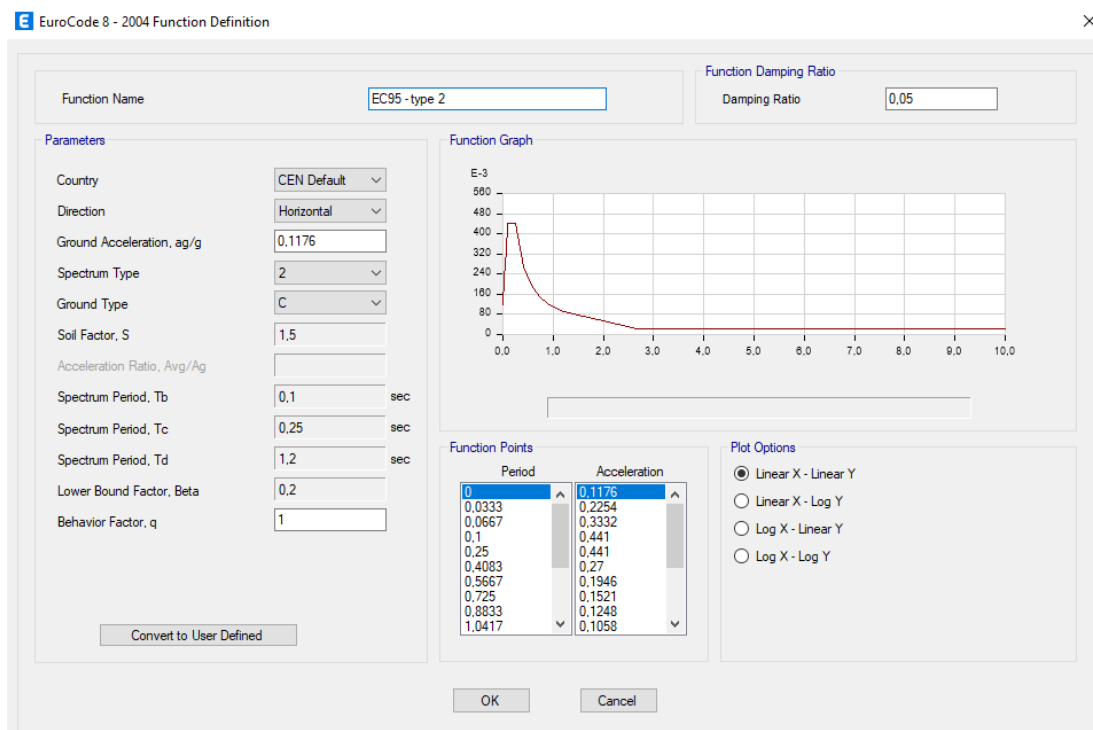 E EuroCode 8 - 2004 Function Definition
Function Name EC95 - type 2
Function Damping Ratio
Damping Ratio 0,05
Parameters
Country CEN Default
Direction Horizontal
Ground Acceleration, ag/g 0,1176
Spectrum Type 2
Ground Type C
Soil Factor, S 1,5
Acceleration Ratio, Avg/Ag
Spectrum Period, Tb 0,1 sec
Spectrum Period, Tc 0,25 sec
Spectrum Period, Td 1,2 sec
Lower Bound Factor, Beta 0,2
Behavior Factor, q 1
Convert to User Defined
Function Graph
E-3
560
480
400
320
240
160
80
0
0,0 1,0 2,0 3,0 4,0 5,0 6,0 7,0 8,0 9,0 10,0
Function Points
Period Acceleration
0 0,1176
0,0333 0,2254
0,0667 0,3332
0,1 0,441
0,25 0,441
0,4083 0,27
0,5667 0,1946
0,725 0,1521
0,8833 0,1248
1,0417 0,1058
Plot Options
Linear X - Linear Y
Linear X - Log Y
Log X - Linear Y
Log X - Log Y
OK Cancel